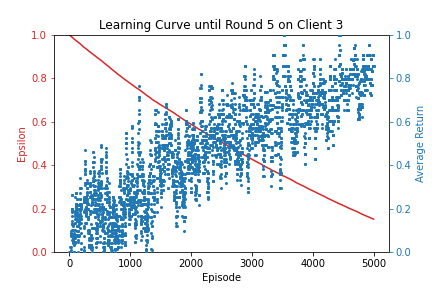 Learning Curve until Round 5 on Client 3
1.0 1.0
0.8 0.8
0.6 0.6
Epsilon Average Return
0.4 0.4
0.2 0.2
0.0 0.0
0 1000 2000 3000 4000 5000
Episode